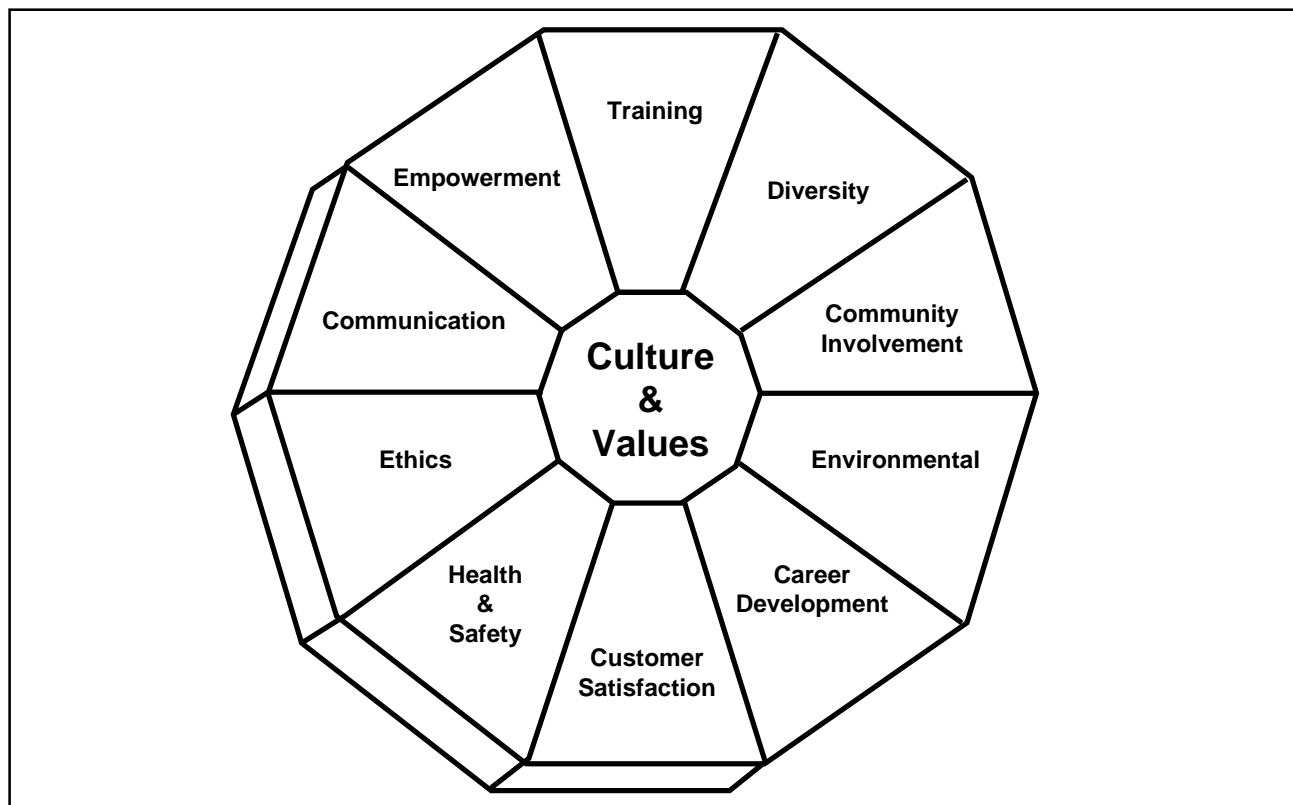 Training
Empowerment
Diversity
Communication
Community
Involvement
Culture
&
Values
Ethics
Environmental
Health
&
Safety
Career
Development
Customer
Satisfaction